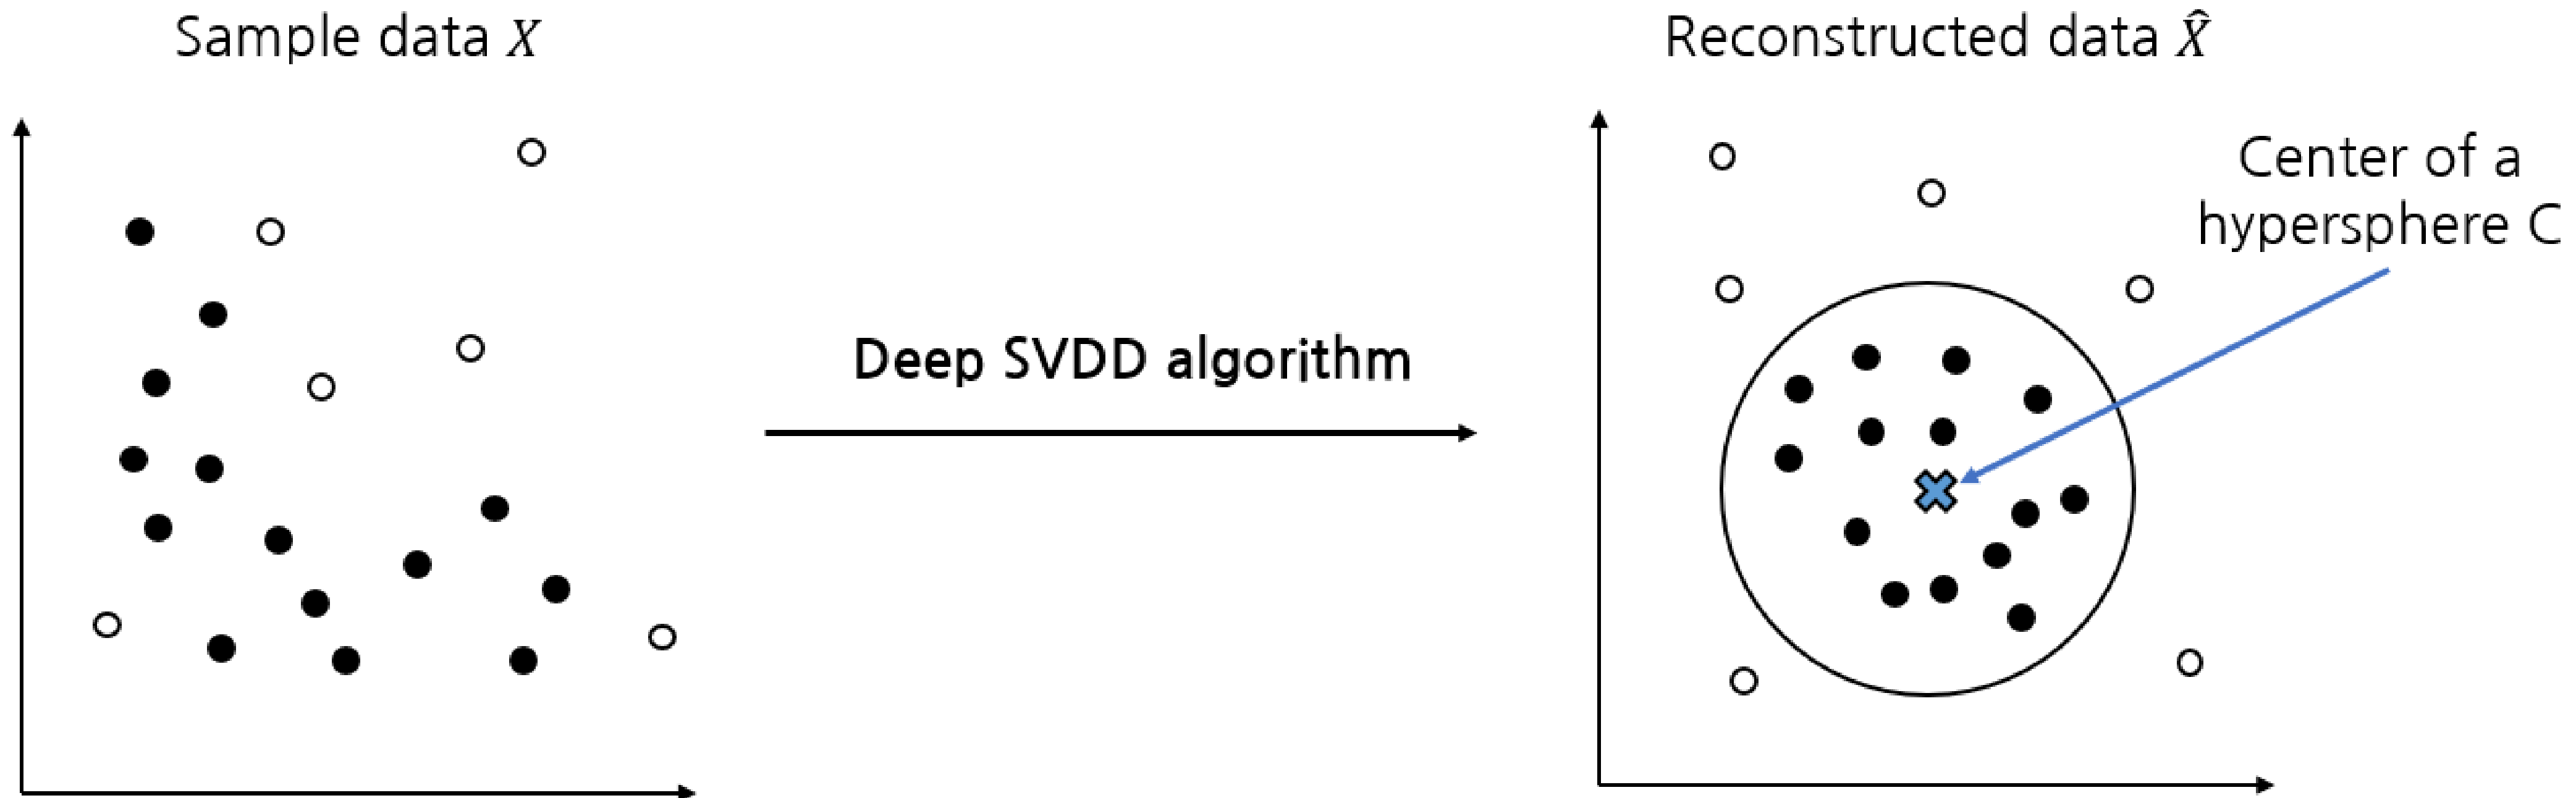 Sample data X
Reconstructed data X̂
Center of a
hypersphere C
Deep SVDD algorithm